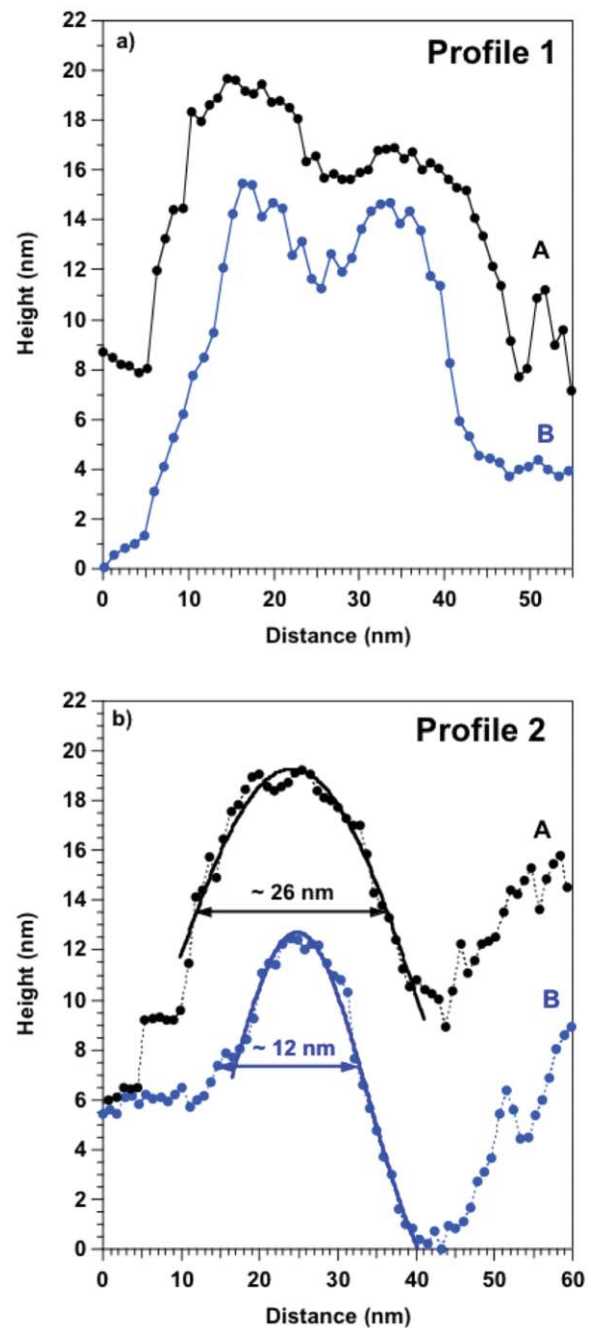 a)
Profile 1
22
20
18
16
14
12
10
8
6
4
2
0
Height (nm)
A
B
0 10 20 30 40 50
Distance (nm)
b)
Profile 2
22
20
18
16
14
12
10
8
6
4
2
0
Height (nm)
A
~ 26 nm
B
~ 12 nm
0 10 20 30 40 50 60
Distance (nm)